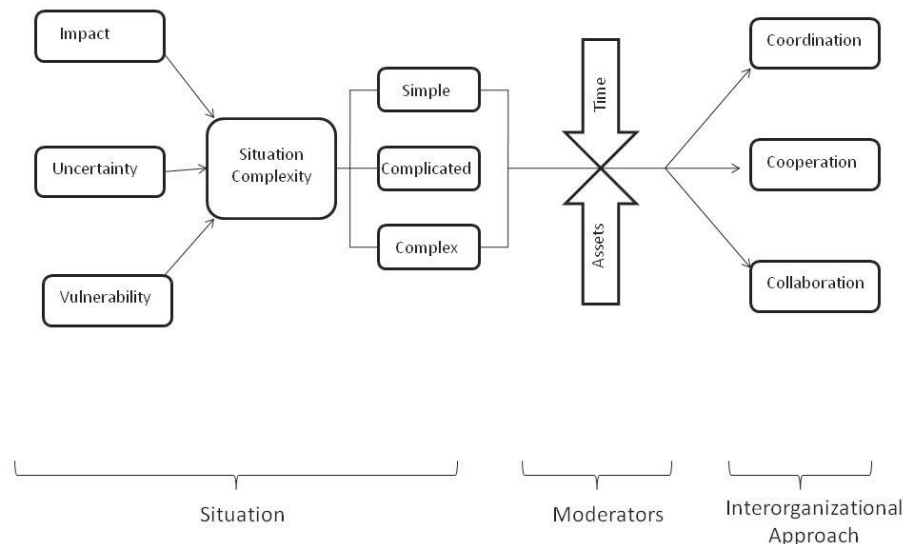 Impact
Uncertainty
Vulnerability
Situation
Complexity
Simple
Complicated
Complex
Time
Assets
Coordination
Cooperation
Collaboration
Situation
Moderators
Interorganizational
Approach